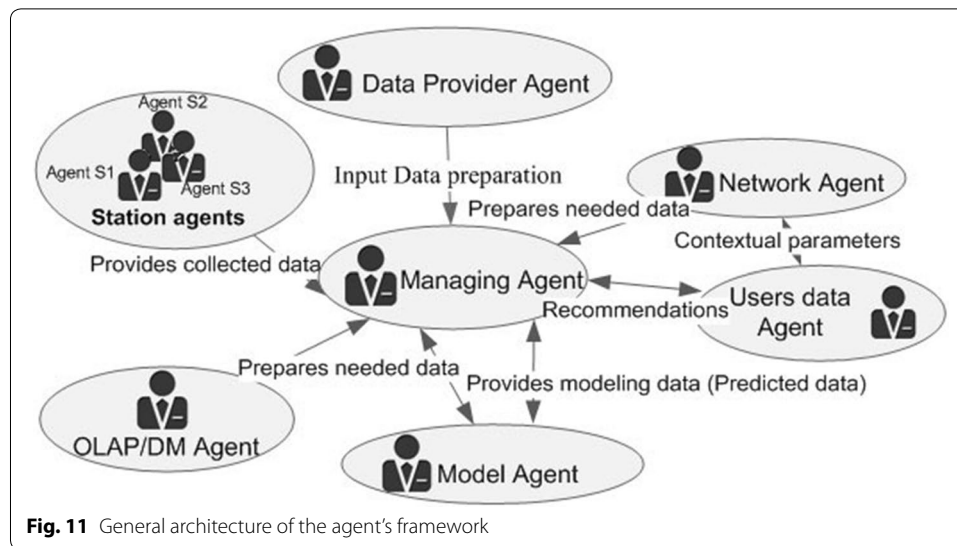 Data Provider Agent
Agent S2
Agent S1
Agent S3
Station agents
Input Data preparation
Network Agent
Prepares needed data
Contextual parameters
Provides collected data
Managing Agent
Recommendations
Users data
Agent
Prepares needed data
Provides modeling data (Predicted data)
OLAP/DM Agent
Model Agent
Fig. 11 General architecture of the agent's framework